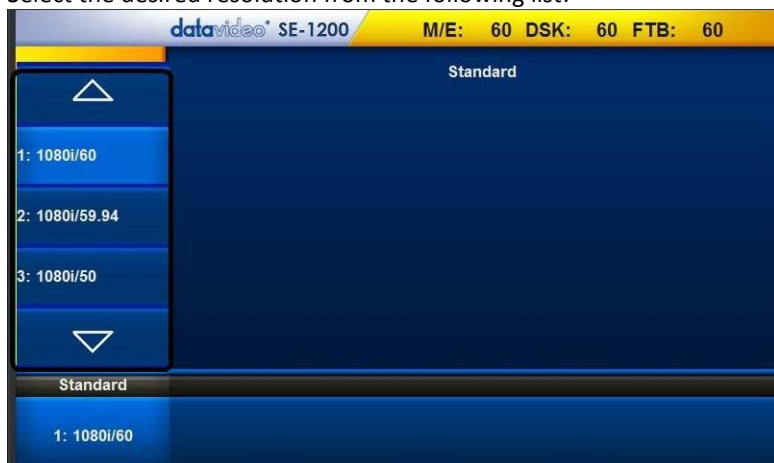 Select the desired resolution from the following list.
datavideo SE-1200 M/E: 60 DSK: 60 FTB: 60
Standard
1: 1080i/60
2: 1080i/59.94
3: 1080i/50
Standard
1: 1080i/60